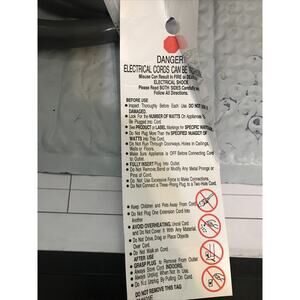 DANGER
ELECTRICAL CORDS CAN BE
Misuse Can Result in FIRE or
ELECTRICAL SHOCK
Please Read BOTH SIDES Carefully
Follow All Directions.
BEFORE USE
• Inspect Thoroughly Before Each Use. DO NOT USE
DAMAGED.
• Look For the NUMBER OF WATTS On Appliances To
Be Plugged into Cord.
• See PRODUCT or LABEL Markings for SPECIFIC WATTAGE
• Do Not Plug More Than the SPECIFIED NUMBER OF
WATTS into This Cord.
• Do Not Run Through Doorways, Holes in Ceilings,
Walls or Floors.
• Make Sure Appliance is OFF Before Connecting Cord
to Outlet.
• FULLY INSERT Plug into Outlet.
• Do Not Remove, Bend or Modify Any Metal Prongs or
Pins of Cord.
• Do Not Use Excessive Force to Make Connections.
• Do Not Connect a Three-Prong Plug to a Two-Hole Cord.
• Keep Children and Pets Away From Cord
• Do Not Plug One Extension Cord Into
Another
• AVOID OVERHEATING, Uncoil Cord
and Do Not Cover it With Any Material.
• Do Not Drive, Drag or Place Objects
Over Cord.
• Do Not Walk on Cord.
AFTER USE
• GRASP PLUG to Remove From Outlet
• Always Store Cord INDOORS.
• Always Unplug When Not In Use
• Do Not Unplug By Pulling On Cord.
DO NOT REMOVE THIS TAG